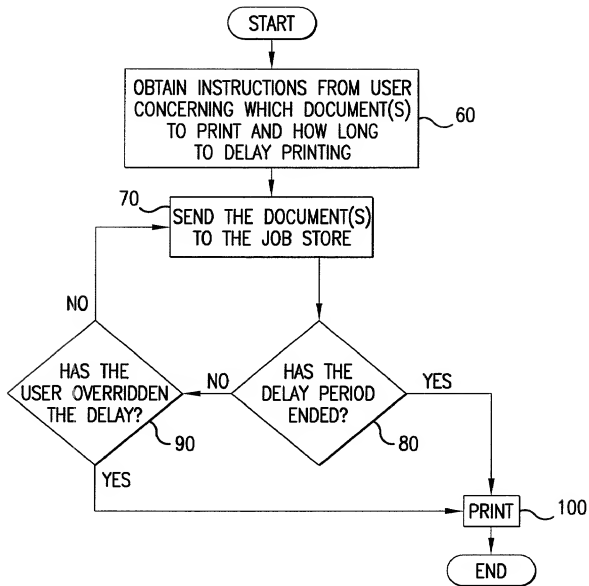 START
OBTAIN INSTRUCTIONS FROM USER
CONCERNING WHICH DOCUMENT(S)
TO PRINT AND HOW LONG
TO DELAY PRINTING
60
70
SEND THE DOCUMENT(S)
TO THE JOB STORE
NO
HAS THE
USER OVERRIDDEN
THE DELAY?
90
YES
NO
HAS THE
DELAY PERIOD
ENDED?
80
YES
PRINT
100
END